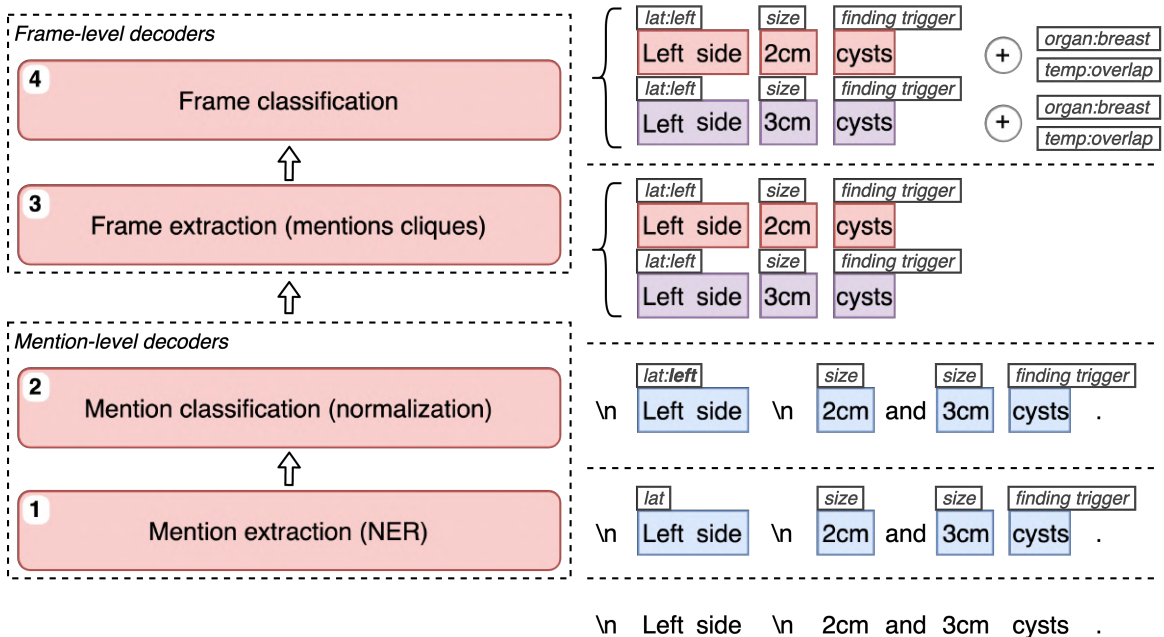 Frame-level decoders
4
Frame classification
3
Frame extraction (mentions cliques)
Mention-level decoders
2
Mention classification (normalization)
1
Mention extraction (NER)
lat:left size finding trigger
Left side 2cm cysts + organ:breast
temp:overlap
lat:left size finding trigger
Left side 3cm cysts + organ:breast
temp:overlap
lat:left size finding trigger
Left side 2cm cysts
lat:left size finding trigger
Left side 3cm cysts
lat:left size size finding trigger
\n Left side \n 2cm and 3cm cysts .
lat size size finding trigger
\n Left side \n 2cm and 3cm cysts .
\n Left side \n 2cm and 3cm cysts .